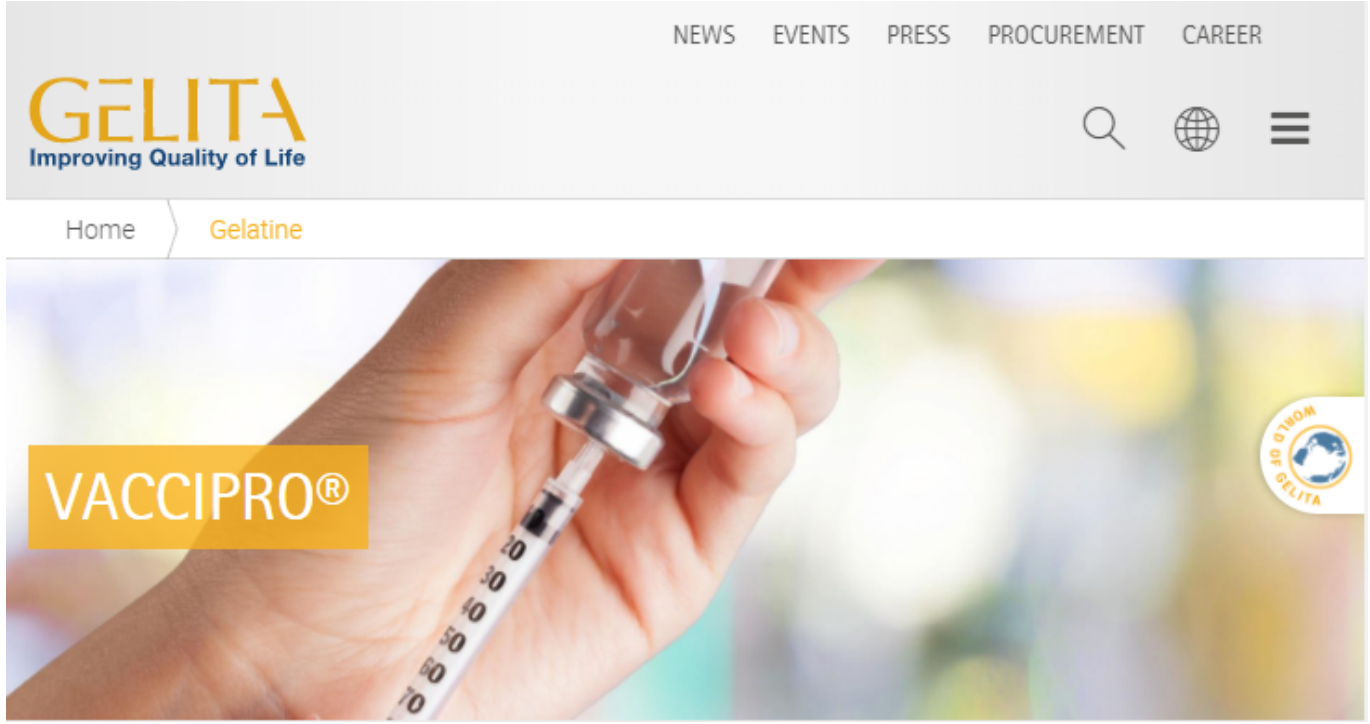 NEWS EVENTS PRESS PROCUREMENT CAREER
GELITA
Improving Quality of Life
Home Gelatine
VACCIPRO®
WORLD OF GELITA
20
30
40
50
60
70